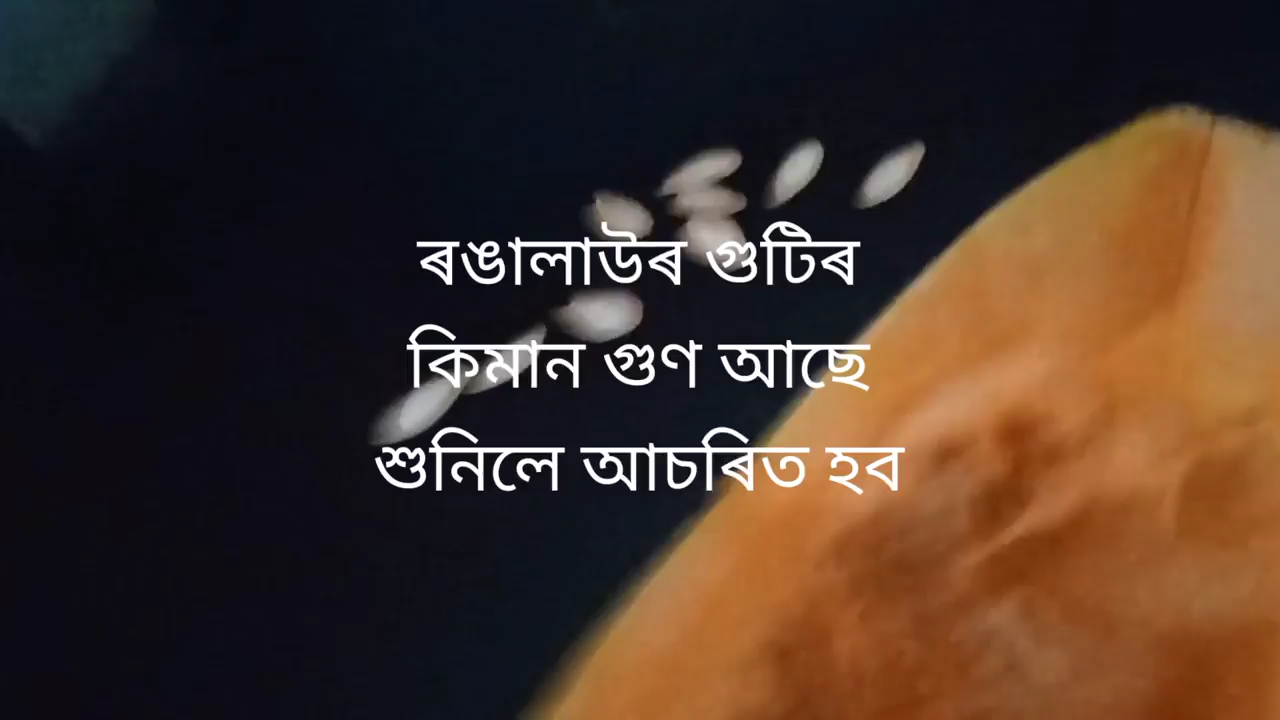 ৰঙালাউৰ গুটিৰ
কিমান গুণ আছে
শুনিলে আচৰিত হব